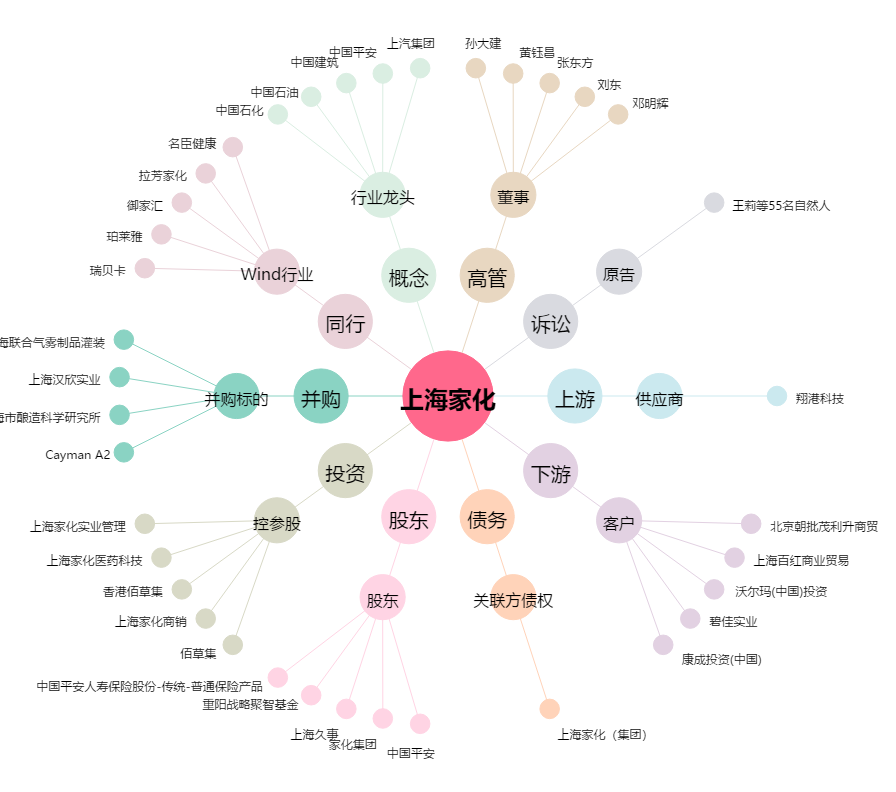 孙大建
上汽集团
黄钰昌
中国平安
中国建筑
张东方
刘东
中国石油
邓明辉
中国石化
名臣健康
拉芳家化
行业龙头
董事
御家汇
王莉等55名自然人
珀莱雅
瑞贝卡
Wind行业
概念
高管
原告
同行
诉讼
海联合气雾制品灌装
上海汉欣实业
并购标的
并购
上海家化
上游
供应商
翔港科技
海市酿造科学研究所
Cayman A2
投资
下游
上海家化实业管理
控参股
股东
债务
客户
北京朝批茂利升商贸
上海家化医药科技
上海百红商业贸易
香港佰草集
沃尔玛(中国)投资
股东
关联方债权
上海家化商销
碧佳实业
佰草集
康成投资(中国)
中国平安人寿保险股份-传统-普通保险产品
重阳战略聚智基金
上海久事
家化集团
上海家化（集团）
中国平安